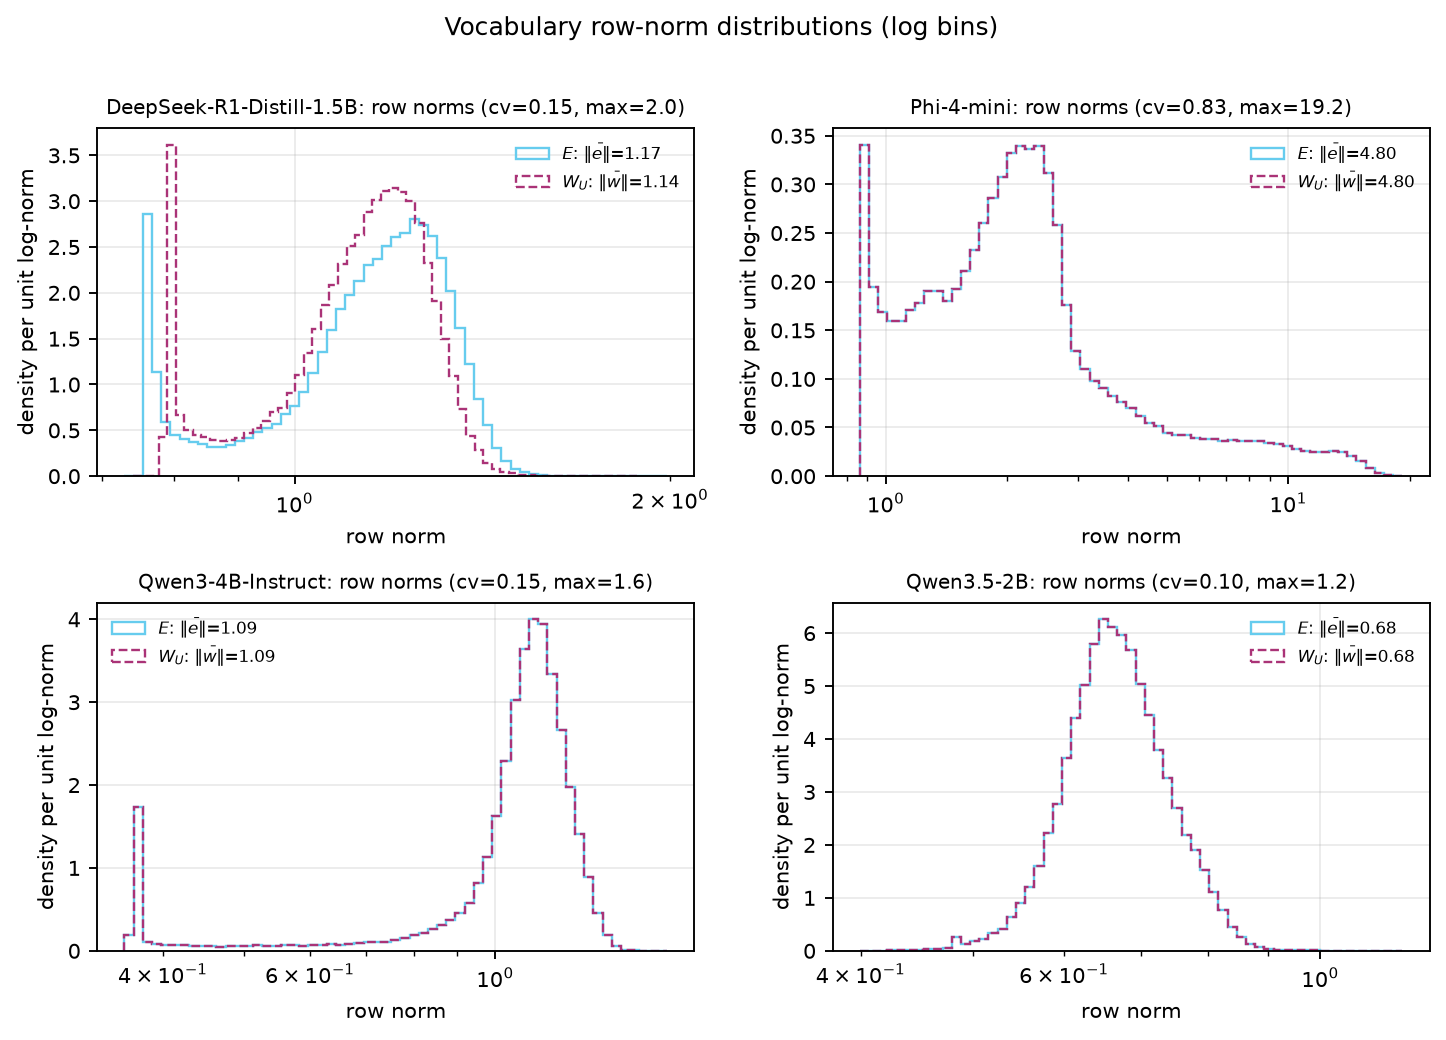 Vocabulary row-norm distributions (log bins)
DeepSeek-R1-Distill-1.5B: row norms (cv=0.15, max=2.0)
density per unit log-norm
3.5
3.0
2.5
2.0
1.5
1.0
0.5
0.0
E: ‖ē‖=1.17
W_U: ‖w̄‖=1.14
10⁰
2 × 10⁰
row norm
Phi-4-mini: row norms (cv=0.83, max=19.2)
density per unit log-norm
0.35
0.30
0.25
0.20
0.15
0.10
0.05
0.00
E: ‖ē‖=4.80
W_U: ‖w̄‖=4.80
10⁰
10¹
row norm
Qwen3-4B-Instruct: row norms (cv=0.15, max=1.6)
density per unit log-norm
4
3
2
1
0
E: ‖ē‖=1.09
W_U: ‖w̄‖=1.09
4 × 10⁻¹
6 × 10⁻¹
10⁰
row norm
Qwen3.5-2B: row norms (cv=0.10, max=1.2)
density per unit log-norm
6
5
4
3
2
1
0
E: ‖ē‖=0.68
W_U: ‖w̄‖=0.68
4 × 10⁻¹
6 × 10⁻¹
10⁰
row norm